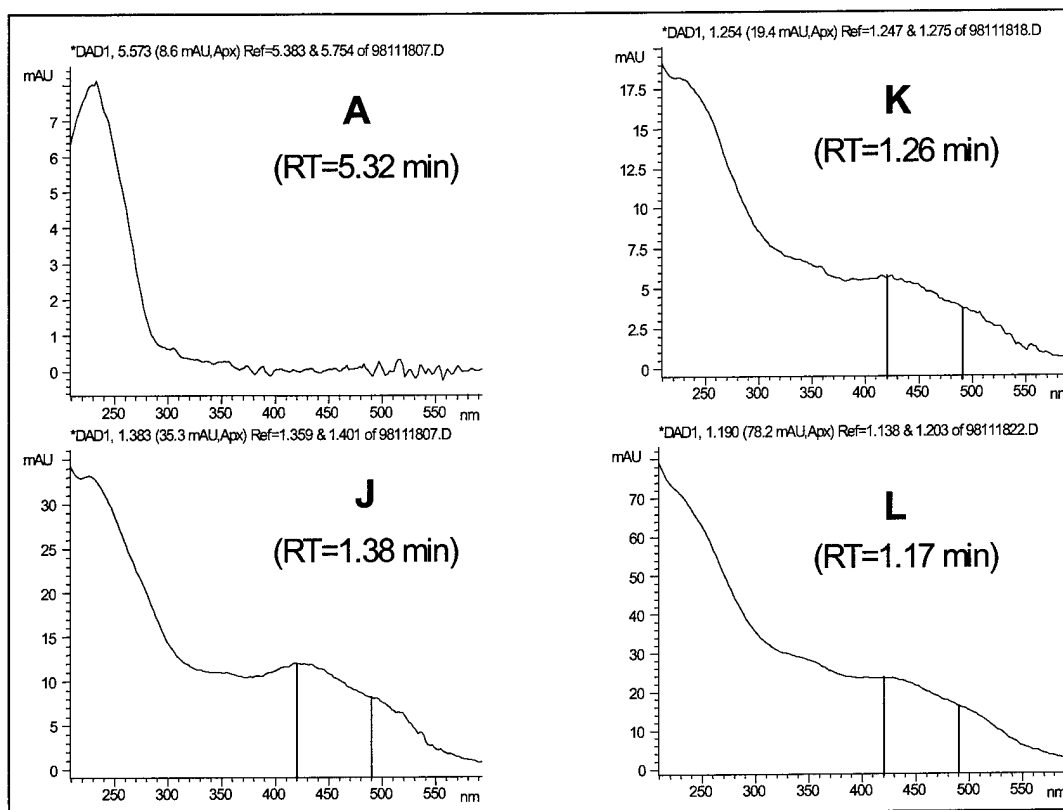 *DAD1, 5.573 (8.6 mAU,Apx) Ref=5.383 & 5.754 of 98111807.D
mAU
A
(RT=5.32 min)
7
6
5
4
3
2
1
0
250 300 350 400 450 500 550 nm
*DAD1, 1.254 (19.4 mAU,Apx) Ref=1.247 & 1.275 of 98111818.D
mAU
K
(RT=1.26 min)
17.5
15
12.5
10
7.5
5
2.5
0
250 300 350 400 450 500 550 nm
*DAD1, 1.383 (35.3 mAU,Apx) Ref=1.359 & 1.401 of 98111807.D
mAU
J
(RT=1.38 min)
30
25
20
15
10
5
0
250 300 350 400 450 500 550 nm
*DAD1, 1.190 (78.2 mAU,Apx) Ref=1.138 & 1.203 of 98111822.D
mAU
L
(RT=1.17 min)
70
60
50
40
30
20
10
0
250 300 350 400 450 500 550 nm